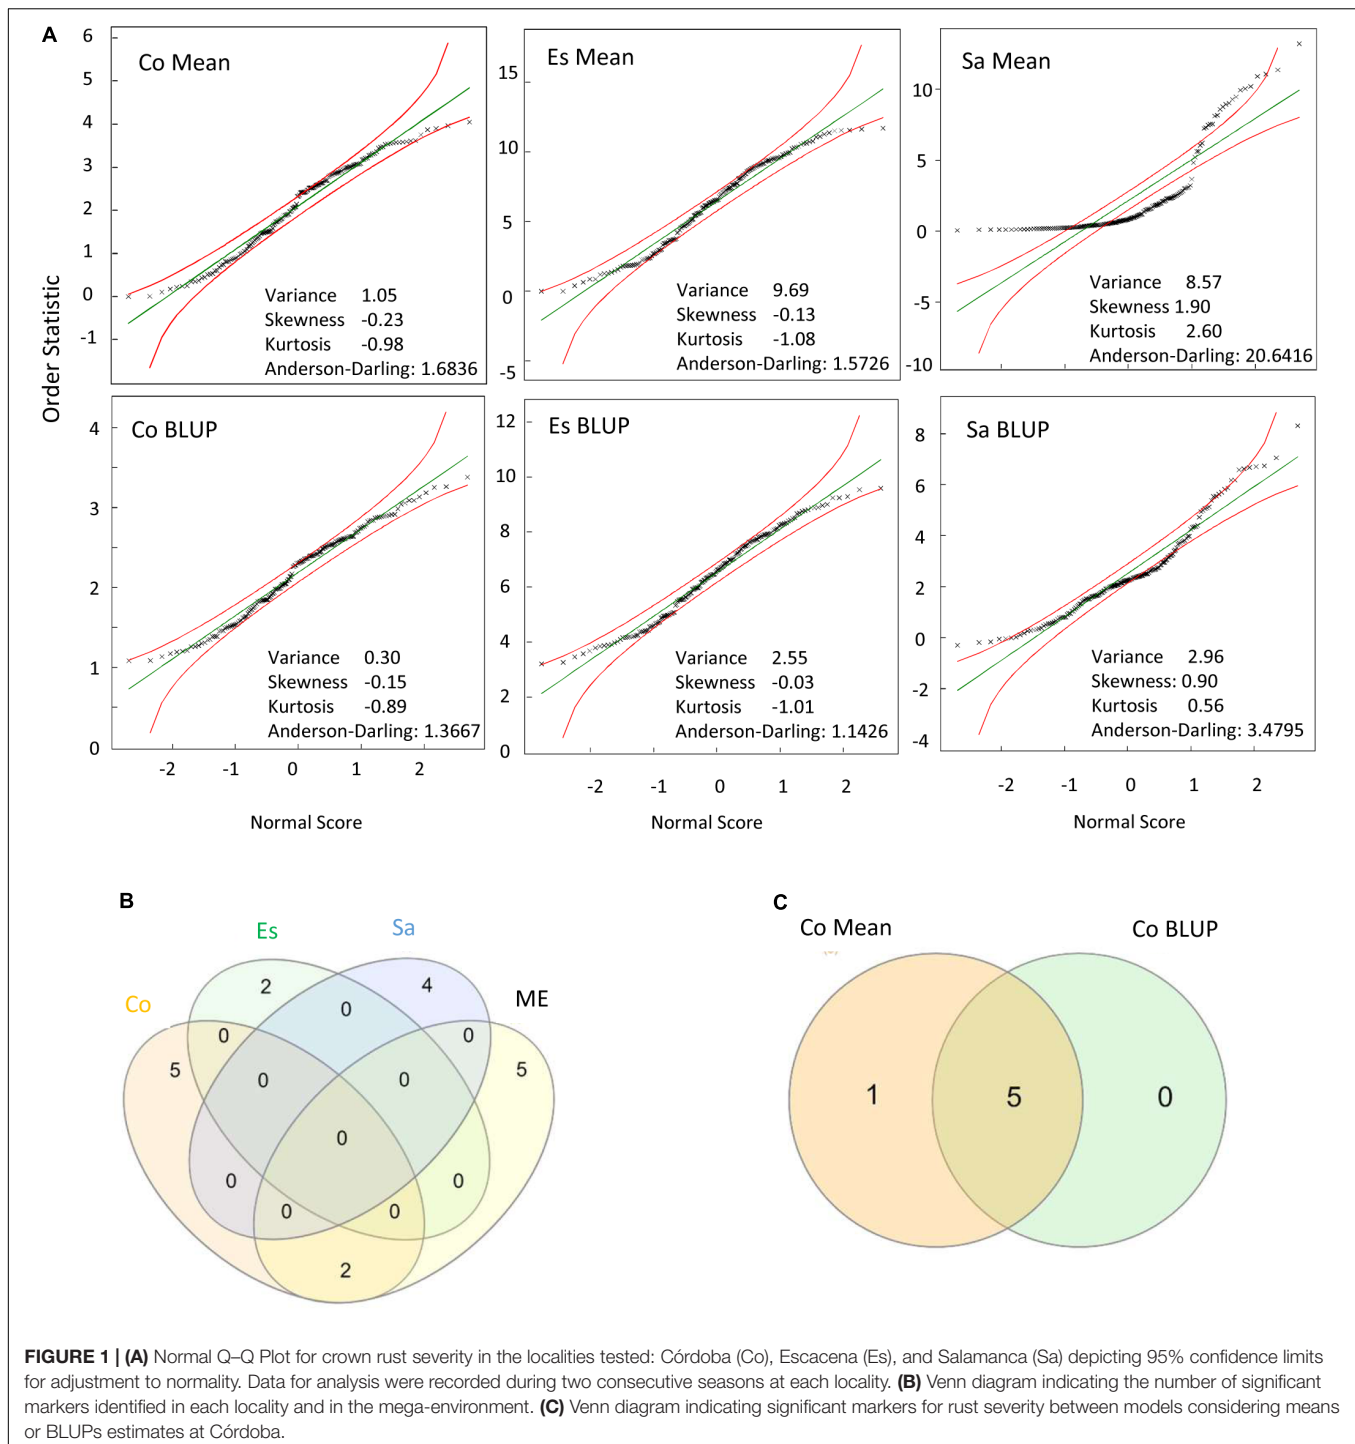 A
Order Statistic
Co Mean
6
5
4
3
2
1
0
-1
Variance 1.05
Skewness -0.23
Kurtosis -0.98
Anderson-Darling: 1.6836
Es Mean
15
10
5
0
-5
Variance 9.69
Skewness -0.13
Kurtosis -1.08
Anderson-Darling: 1.5726
Sa Mean
10
5
0
-5
-10
Variance 8.57
Skewness 1.90
Kurtosis 2.60
Anderson-Darling: 20.6416
Co BLUP
4
3
2
1
0
Variance 0.30
Skewness -0.15
Kurtosis -0.89
Anderson-Darling: 1.3667
-2 -1 0 1 2
Normal Score
Es BLUP
12
10
8
6
4
2
0
Variance 2.55
Skewness -0.03
Kurtosis -1.01
Anderson-Darling: 1.1426
-2 -1 0 1 2
Normal Score
Sa BLUP
8
6
4
2
0
-2
-4
Variance 2.96
Skewness: 0.90
Kurtosis 0.56
Anderson-Darling: 3.4795
-2 -1 0 1 2
Normal Score
B
Es
Sa
Co
ME
2
4
0
0
0
5
5
0
0
0
0
0
0
0
2
C
Co Mean
Co BLUP
1
5
0
FIGURE 1 | (A) Normal Q–Q Plot for crown rust severity in the localities tested: Córdoba (Co), Escacena (Es), and Salamanca (Sa) depicting 95% confidence limits
for adjustment to normality. Data for analysis were recorded during two consecutive seasons at each locality. (B) Venn diagram indicating the number of significant
markers identified in each locality and in the mega-environment. (C) Venn diagram indicating significant markers for rust severity between models considering means
or BLUPs estimates at Córdoba.